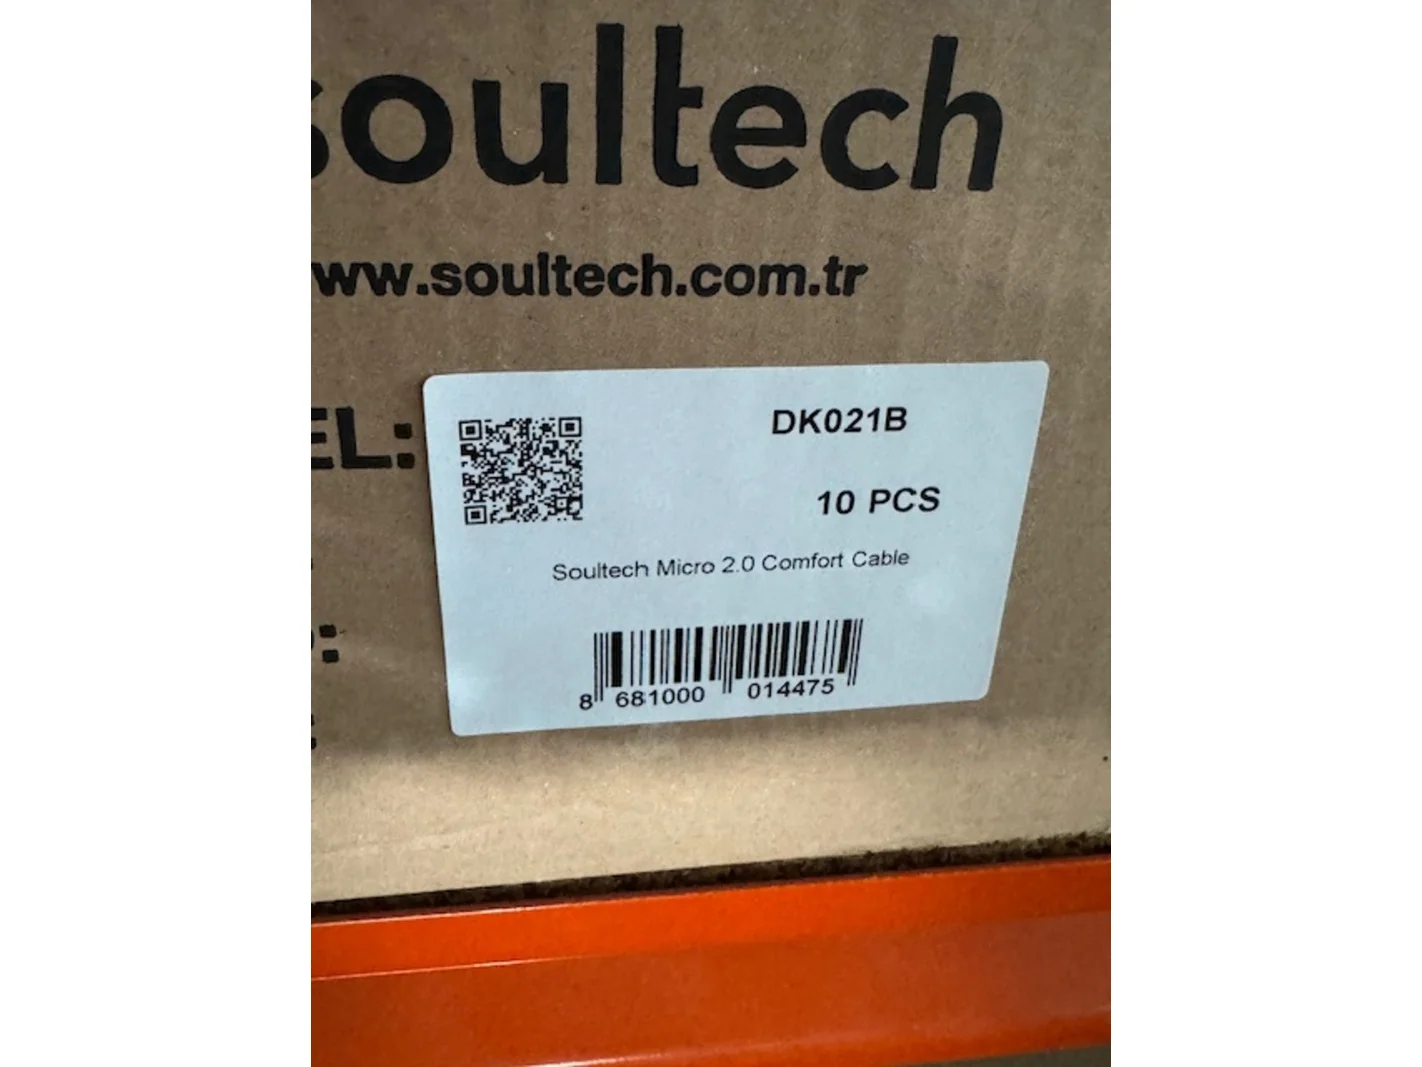 soultech
www.soultech.com.tr
EL:
DK021B
10 PCS
Soultech Micro 2.0 Comfort Cable
8 681000 014475